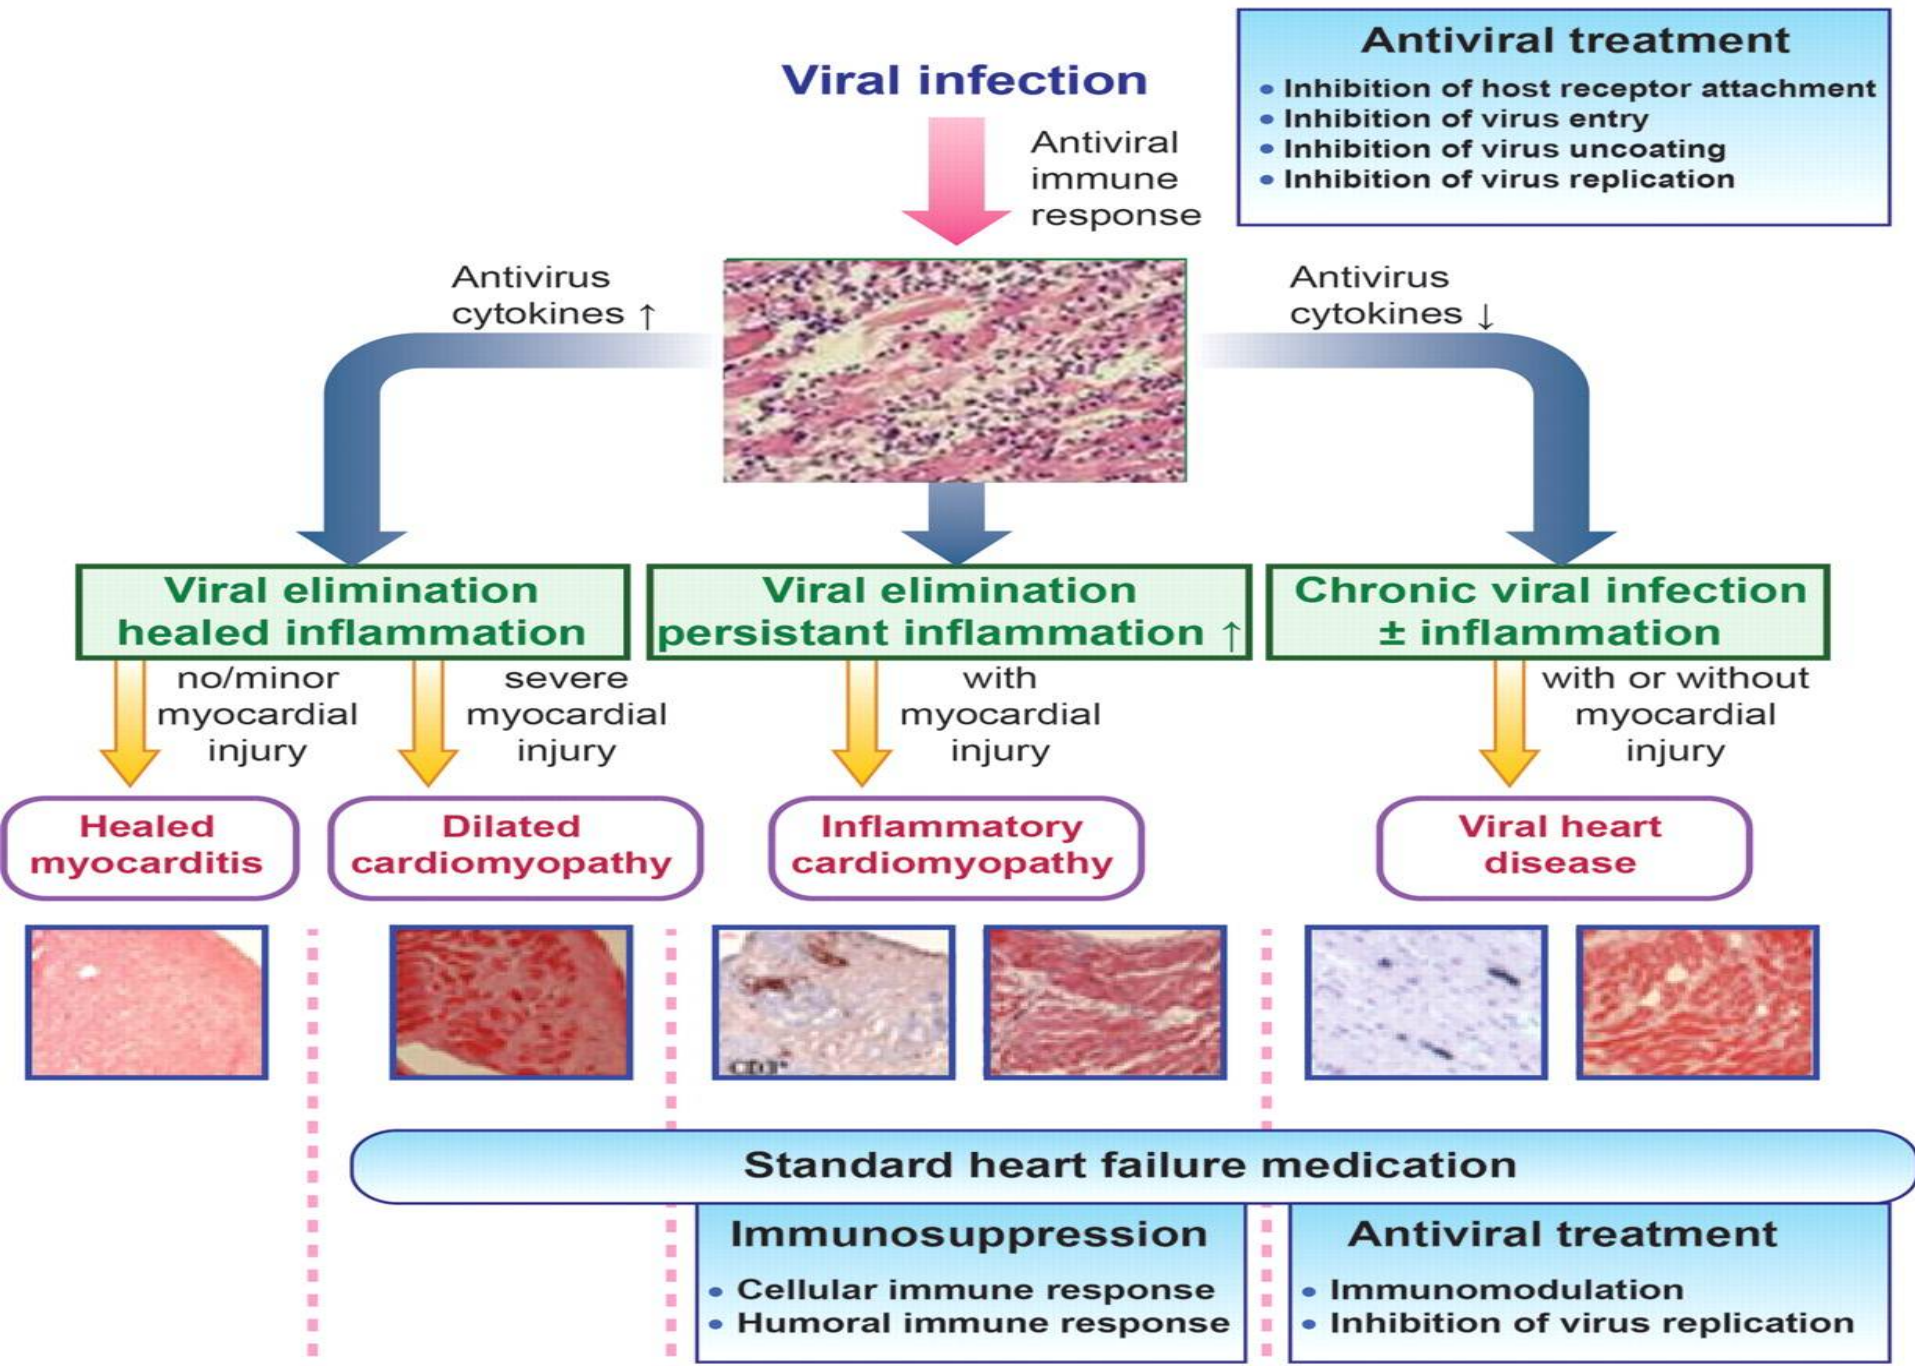 Viral infection
Antiviral
immune
response
Antiviral treatment
• Inhibition of host receptor attachment
• Inhibition of virus entry
• Inhibition of virus uncoating
• Inhibition of virus replication
Antivirus
cytokines ↑
Antivirus
cytokines ↓
Viral elimination
healed inflammation
Viral elimination
persistant inflammation ↑
Chronic viral infection
± inflammation
no/minor
myocardial
injury
severe
myocardial
injury
with
myocardial
injury
with or without
myocardial
injury
Healed
myocarditis
Dilated
cardiomyopathy
Inflammatory
cardiomyopathy
Viral heart
disease
Standard heart failure medication
Immunosuppression
• Cellular immune response
• Humoral immune response
Antiviral treatment
• Immunomodulation
• Inhibition of virus replication